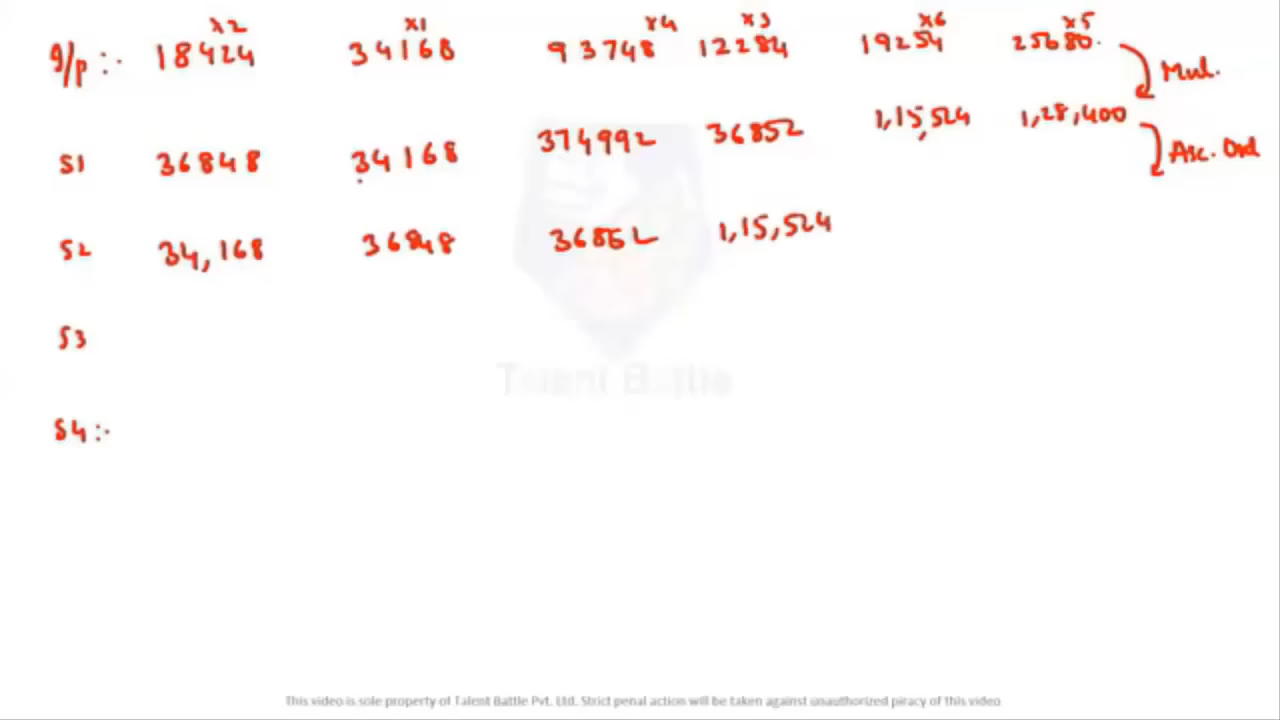 x2 x1 x4 x3 x6 x5
I/p :- 18424 34168 93748 12284 19254 25680. Mul.
S1 36848 34168 374992 36852 1,15,524 1,28,400 Asc. Ord
S2 34,168 36848 36852 1,15,524
S3
S4 :-
Talent Battle
This video is sole property of Talent Battle Pvt. Ltd. Strict penal action will be taken against unauthorized piracy of this video